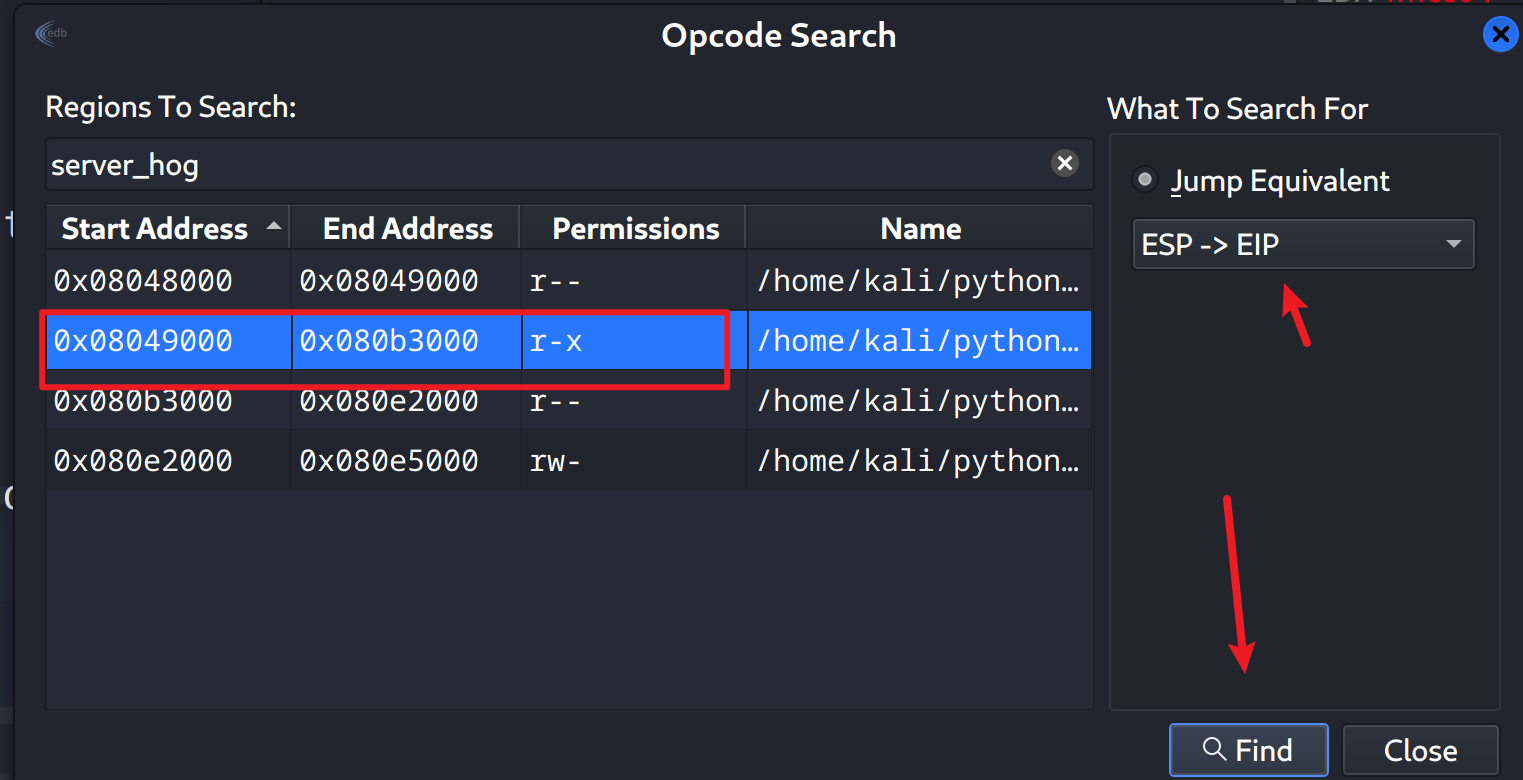 edb
Opcode Search
Regions To Search:
What To Search For
server_hog
Jump Equivalent
ESP -> EIP
Start Address End Address Permissions Name
0x08048000 0x08049000 r-- /home/kali/python…
0x08049000 0x080b3000 r-x /home/kali/python…
0x080b3000 0x080e2000 r-- /home/kali/python…
0x080e2000 0x080e5000 rw- /home/kali/python…
Find Close